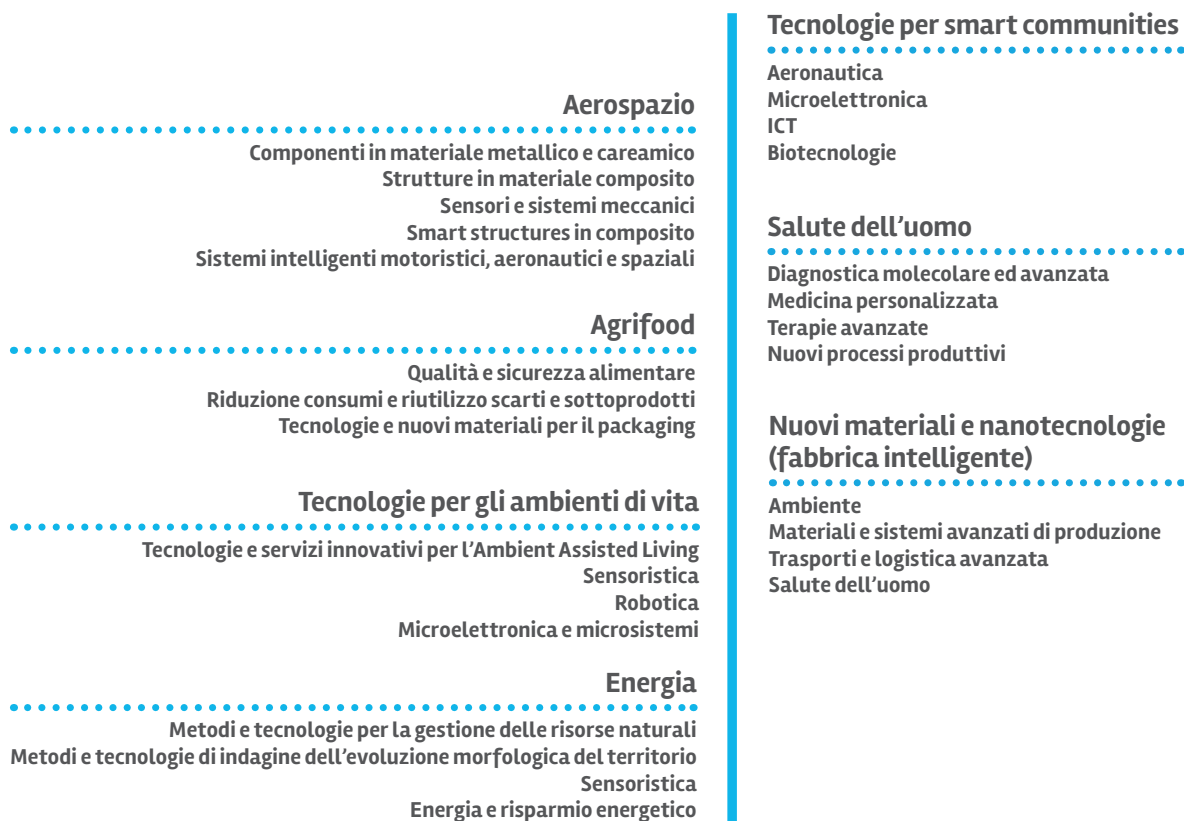 Aerospazio
Componenti in materiale metallico e careamico
Strutture in materiale composito
Sensori e sistemi meccanici
Smart structures in composito
Sistemi intelligenti motoristici, aeronautici e spaziali
Agrifood
Qualità e sicurezza alimentare
Riduzione consumi e riutilizzo scarti e sottoprodotti
Tecnologie e nuovi materiali per il packaging
Tecnologie per gli ambienti di vita
Tecnologie e servizi innovativi per l’Ambient Assisted Living
Sensoristica
Robotica
Microelettronica e microsistemi
Energia
Metodi e tecnologie per la gestione delle risorse naturali
Metodi e tecnologie di indagine dell’evoluzione morfologica del territorio
Sensoristica
Energia e risparmio energetico
Tecnologie per smart communities
Aeronautica
Microelettronica
ICT
Biotecnologie
Salute dell’uomo
Diagnostica molecolare ed avanzata
Medicina personalizzata
Terapie avanzate
Nuovi processi produttivi
Nuovi materiali e nanotecnologie
(fabbrica intelligente)
Ambiente
Materiali e sistemi avanzati di produzione
Trasporti e logistica avanzata
Salute dell’uomo